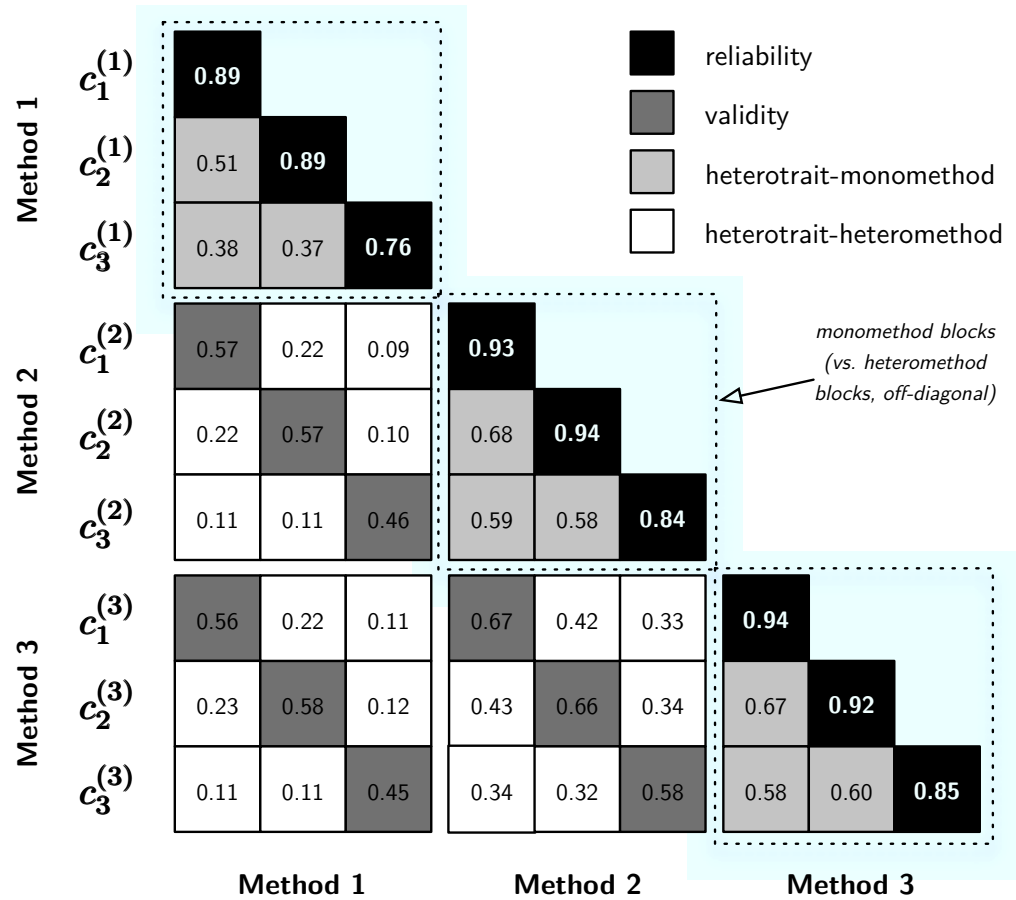 c₁⁽¹⁾ 0.89
c₂⁽¹⁾ 0.51 0.89
c₃⁽¹⁾ 0.38 0.37 0.76
Method 1
reliability
validity
heterotrait-monomethod
heterotrait-heteromethod
c₁⁽²⁾ 0.57 0.22 0.09 0.93
c₂⁽²⁾ 0.22 0.57 0.10 0.68 0.94
c₃⁽²⁾ 0.11 0.11 0.46 0.59 0.58 0.84
Method 2
monomethod blocks
(vs. heteromethod
blocks, off-diagonal)
c₁⁽³⁾ 0.56 0.22 0.11 0.67 0.42 0.33 0.94
c₂⁽³⁾ 0.23 0.58 0.12 0.43 0.66 0.34 0.67 0.92
c₃⁽³⁾ 0.11 0.11 0.45 0.34 0.32 0.58 0.58 0.60 0.85
Method 3
Method 1 Method 2 Method 3